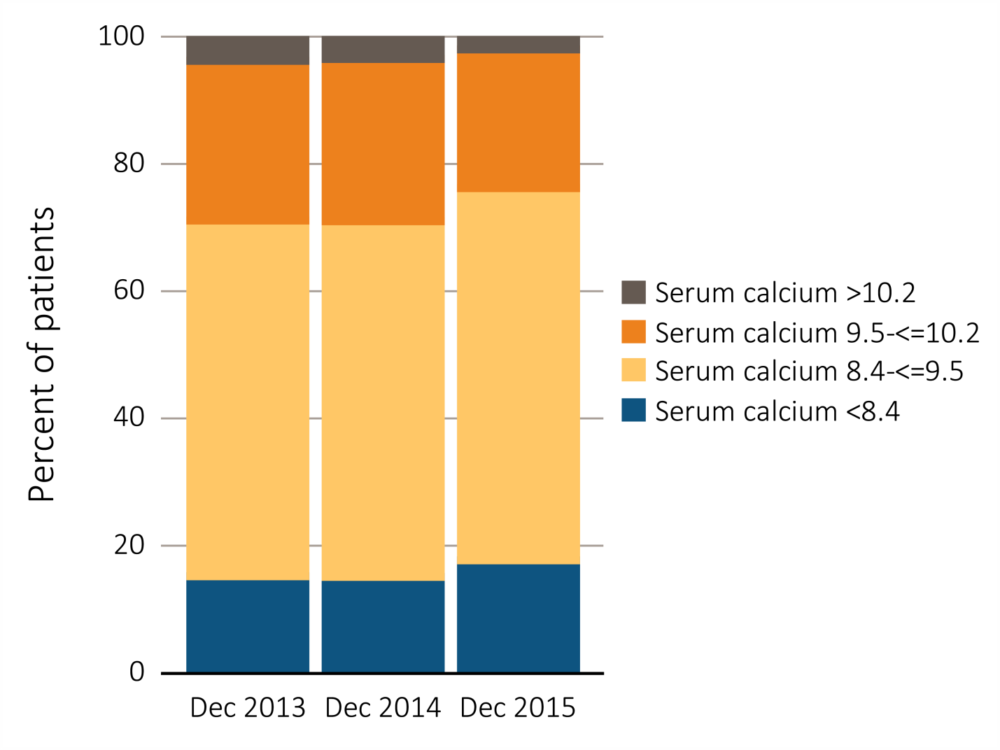 Percent of patients
100
80
60
40
20
0
Dec 2013
Dec 2014
Dec 2015
Serum calcium >10.2
Serum calcium 9.5-<=10.2
Serum calcium 8.4-<=9.5
Serum calcium <8.4